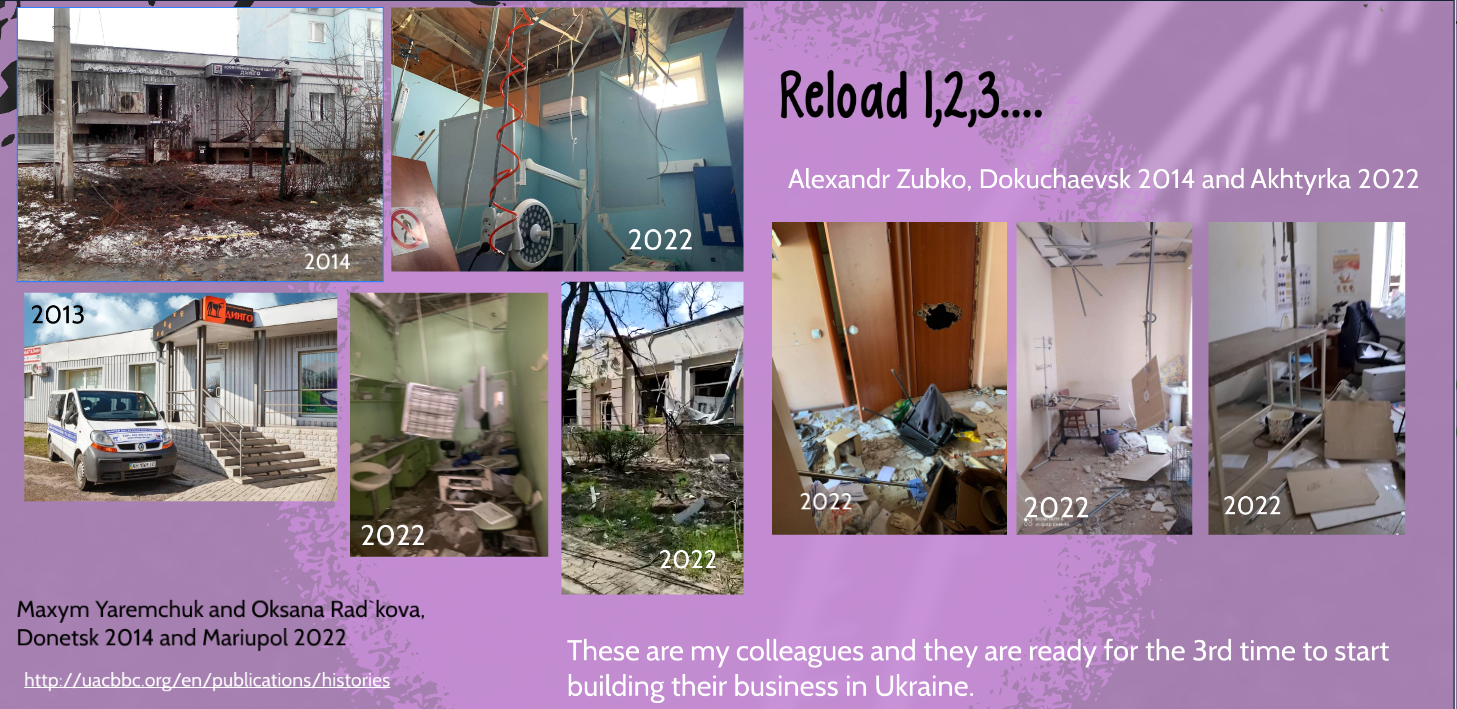 ДИНГО
2014
2022
Reload 1,2,3....
Alexandr Zubko, Dokuchaevsk 2014 and Akhtyrka 2022
2013
ДИНГО
2022
2022
2022
2022
2022
Maxym Yaremchuk and Oksana Rad`kova,
Donetsk 2014 and Mariupol 2022
http://uacbbc.org/en/publications/histories
These are my colleagues and they are ready for the 3rd time to start
building their business in Ukraine.